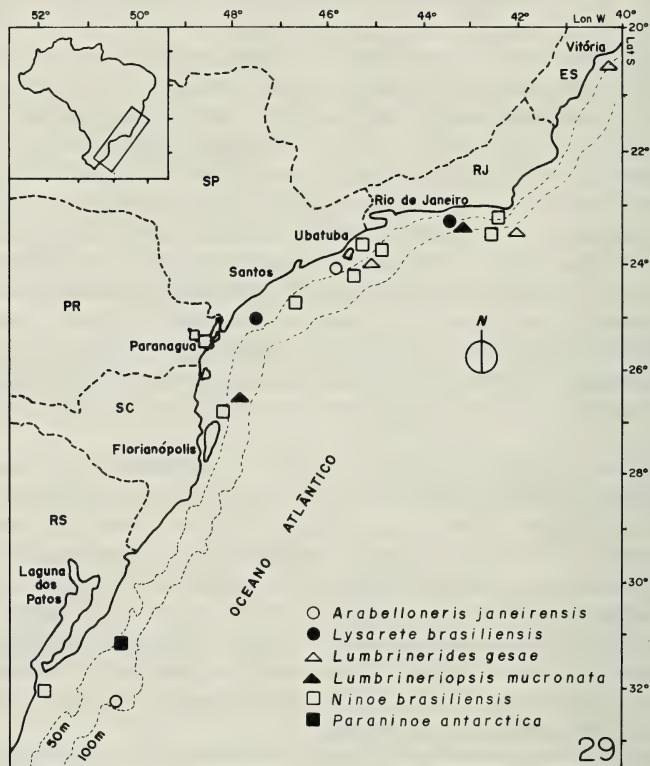 52° 50° 48° 46° 44° 42° Lon W 40°
20°
Lat S
Vitória
ES
22°
SP
RJ
Rio de Janeiro
Ubatuba
24°
Santos
PR
N
Paranagua
26°
SC
Florianópolis
28°
OCEANO ATLÂNTICO
RS
Laguna
dos
Patos
30°
○ Arabelloneris janeirensis
● Lysarete brasiliensis
△ Lumbrinerides gesae
▲ Lumbrineriopsis mucronata
□ Ninoe brasiliensis
■ Paraninoe antarctica
32°
50m
100m
29